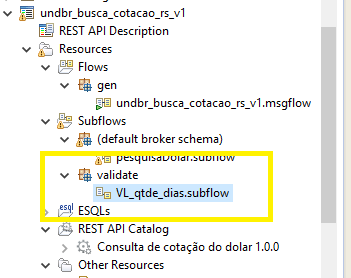 undbr_busca_cotacao_rs_v1
REST API Description
Resources
Flows
gen
undbr_busca_cotacao_rs_v1.msgflow
Subflows
(default broker schema)
pesquisaDolar.subflow
validate
VL_qtde_dias.subflow
esql ESQLs
REST API Catalog
Consulta de cotação do dolar 1.0.0
Other Resources